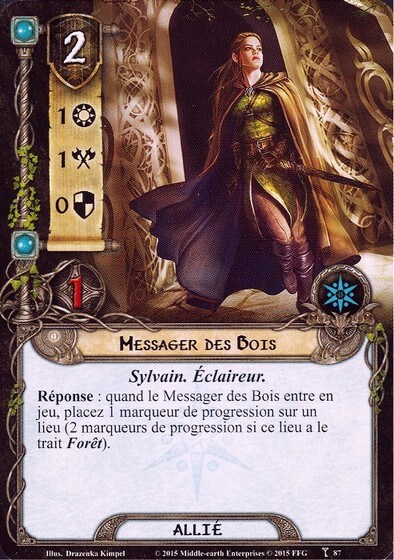 2
1
1
0
1
Messager des Bois
Sylvain. Éclaireur.
Réponse : quand le Messager des Bois entre en
jeu, placez 1 marqueur de progression sur un
lieu (2 marqueurs de progression si ce lieu a le
trait Forêt).
ALLIÉ
Illus. Drazenka Kimpel © 2015 Middle-earth Enterprises © 2015 FFG 87